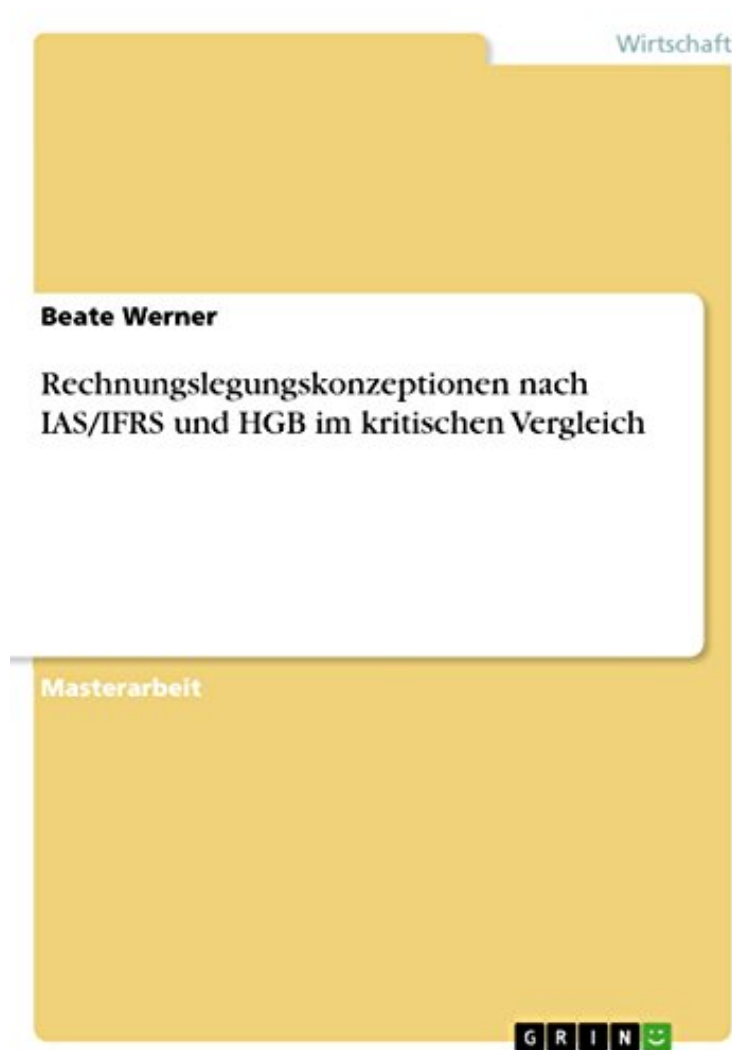 Wirtschaft
Beate Werner
Rechnungslegungskonzeptionen nach
IAS/IFRS und HGB im kritischen Vergleich
Masterarbeit
GRIN